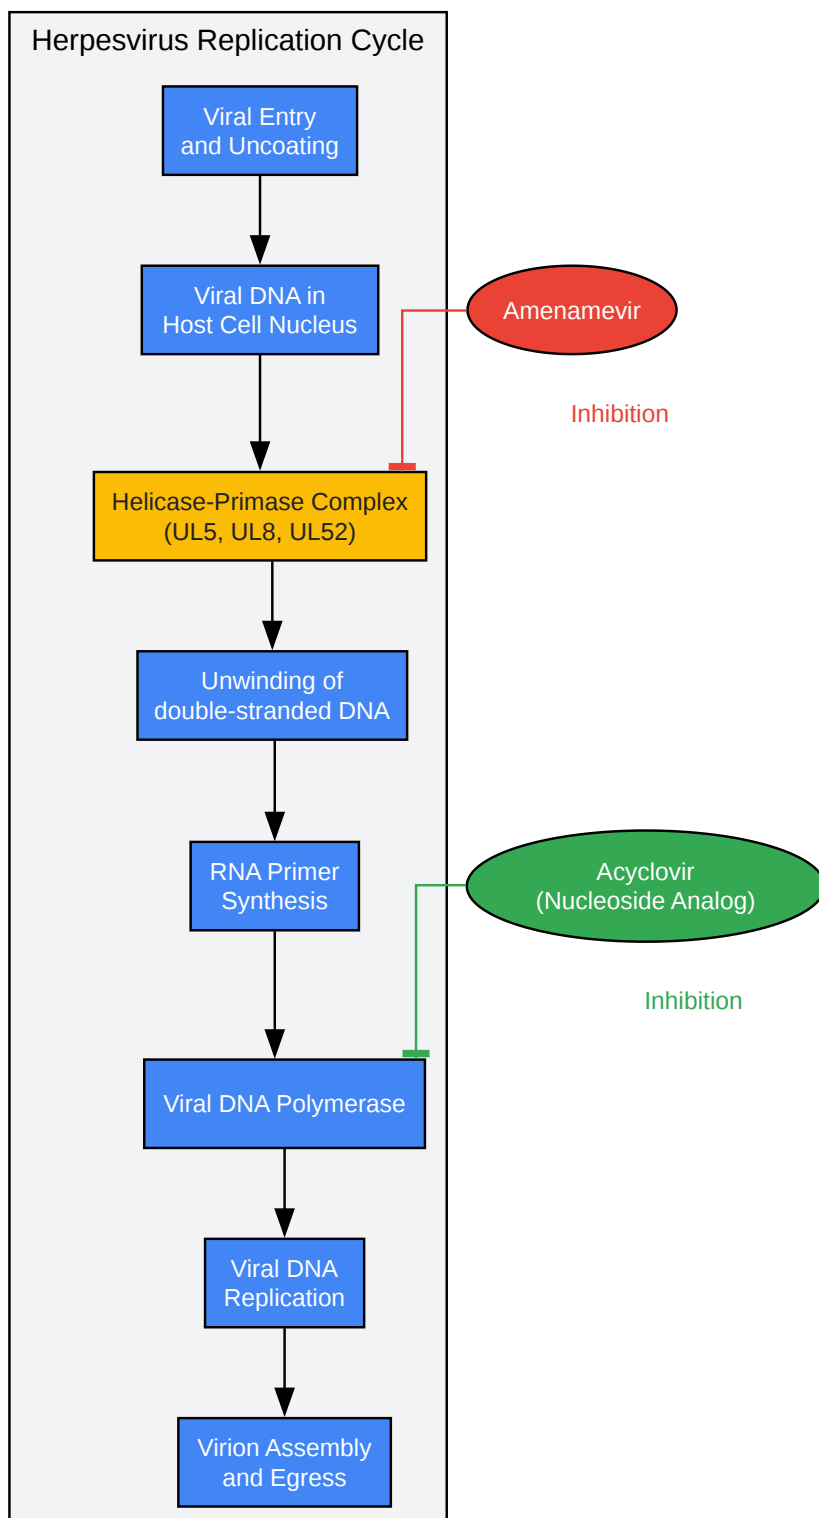 Herpesvirus Replication Cycle
Viral Entry
and Uncoating
Viral DNA in
Host Cell Nucleus
Amenamevir
Inhibition
Helicase-Primase Complex
(UL5, UL8, UL52)
Unwinding of
double-stranded DNA
RNA Primer
Synthesis
Acyclovir
(Nucleoside Analog)
Inhibition
Viral DNA Polymerase
Viral DNA
Replication
Virion Assembly
and Egress